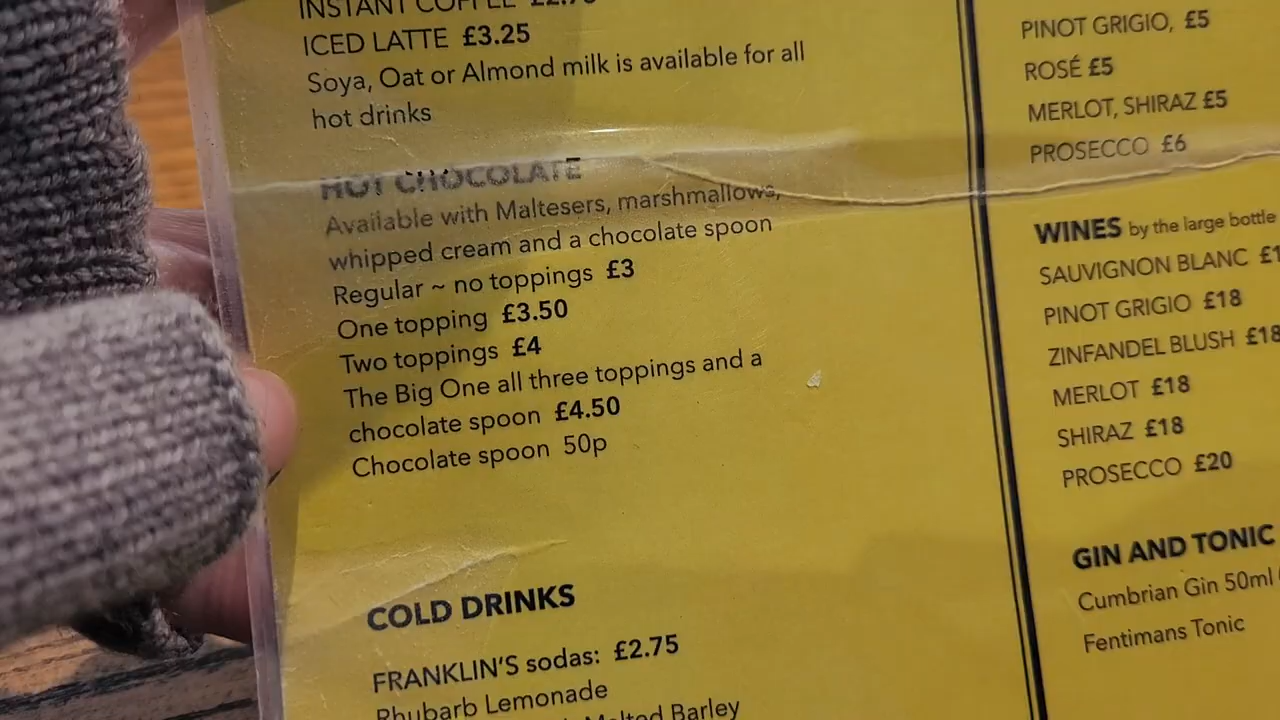 INSTANT COFFEE £2.75
ICED LATTE £3.25
Soya, Oat or Almond milk is available for all
hot drinks
HOT CHOCOLATE
Available with Maltesers, marshmallows,
whipped cream and a chocolate spoon
Regular ~ no toppings £3
One topping £3.50
Two toppings £4
The Big One all three toppings and a
chocolate spoon £4.50
Chocolate spoon 50p
COLD DRINKS
FRANKLIN'S sodas: £2.75
Rhubarb Lemonade
Malted Barley
PINOT GRIGIO, £5
ROSÉ £5
MERLOT, SHIRAZ £5
PROSECCO £6
WINES by the large bottle
SAUVIGNON BLANC
PINOT GRIGIO £18
ZINFANDEL BLUSH £18
MERLOT £18
SHIRAZ £18
PROSECCO £20
GIN AND TONIC
Cumbrian Gin 50ml
Fentimans Tonic